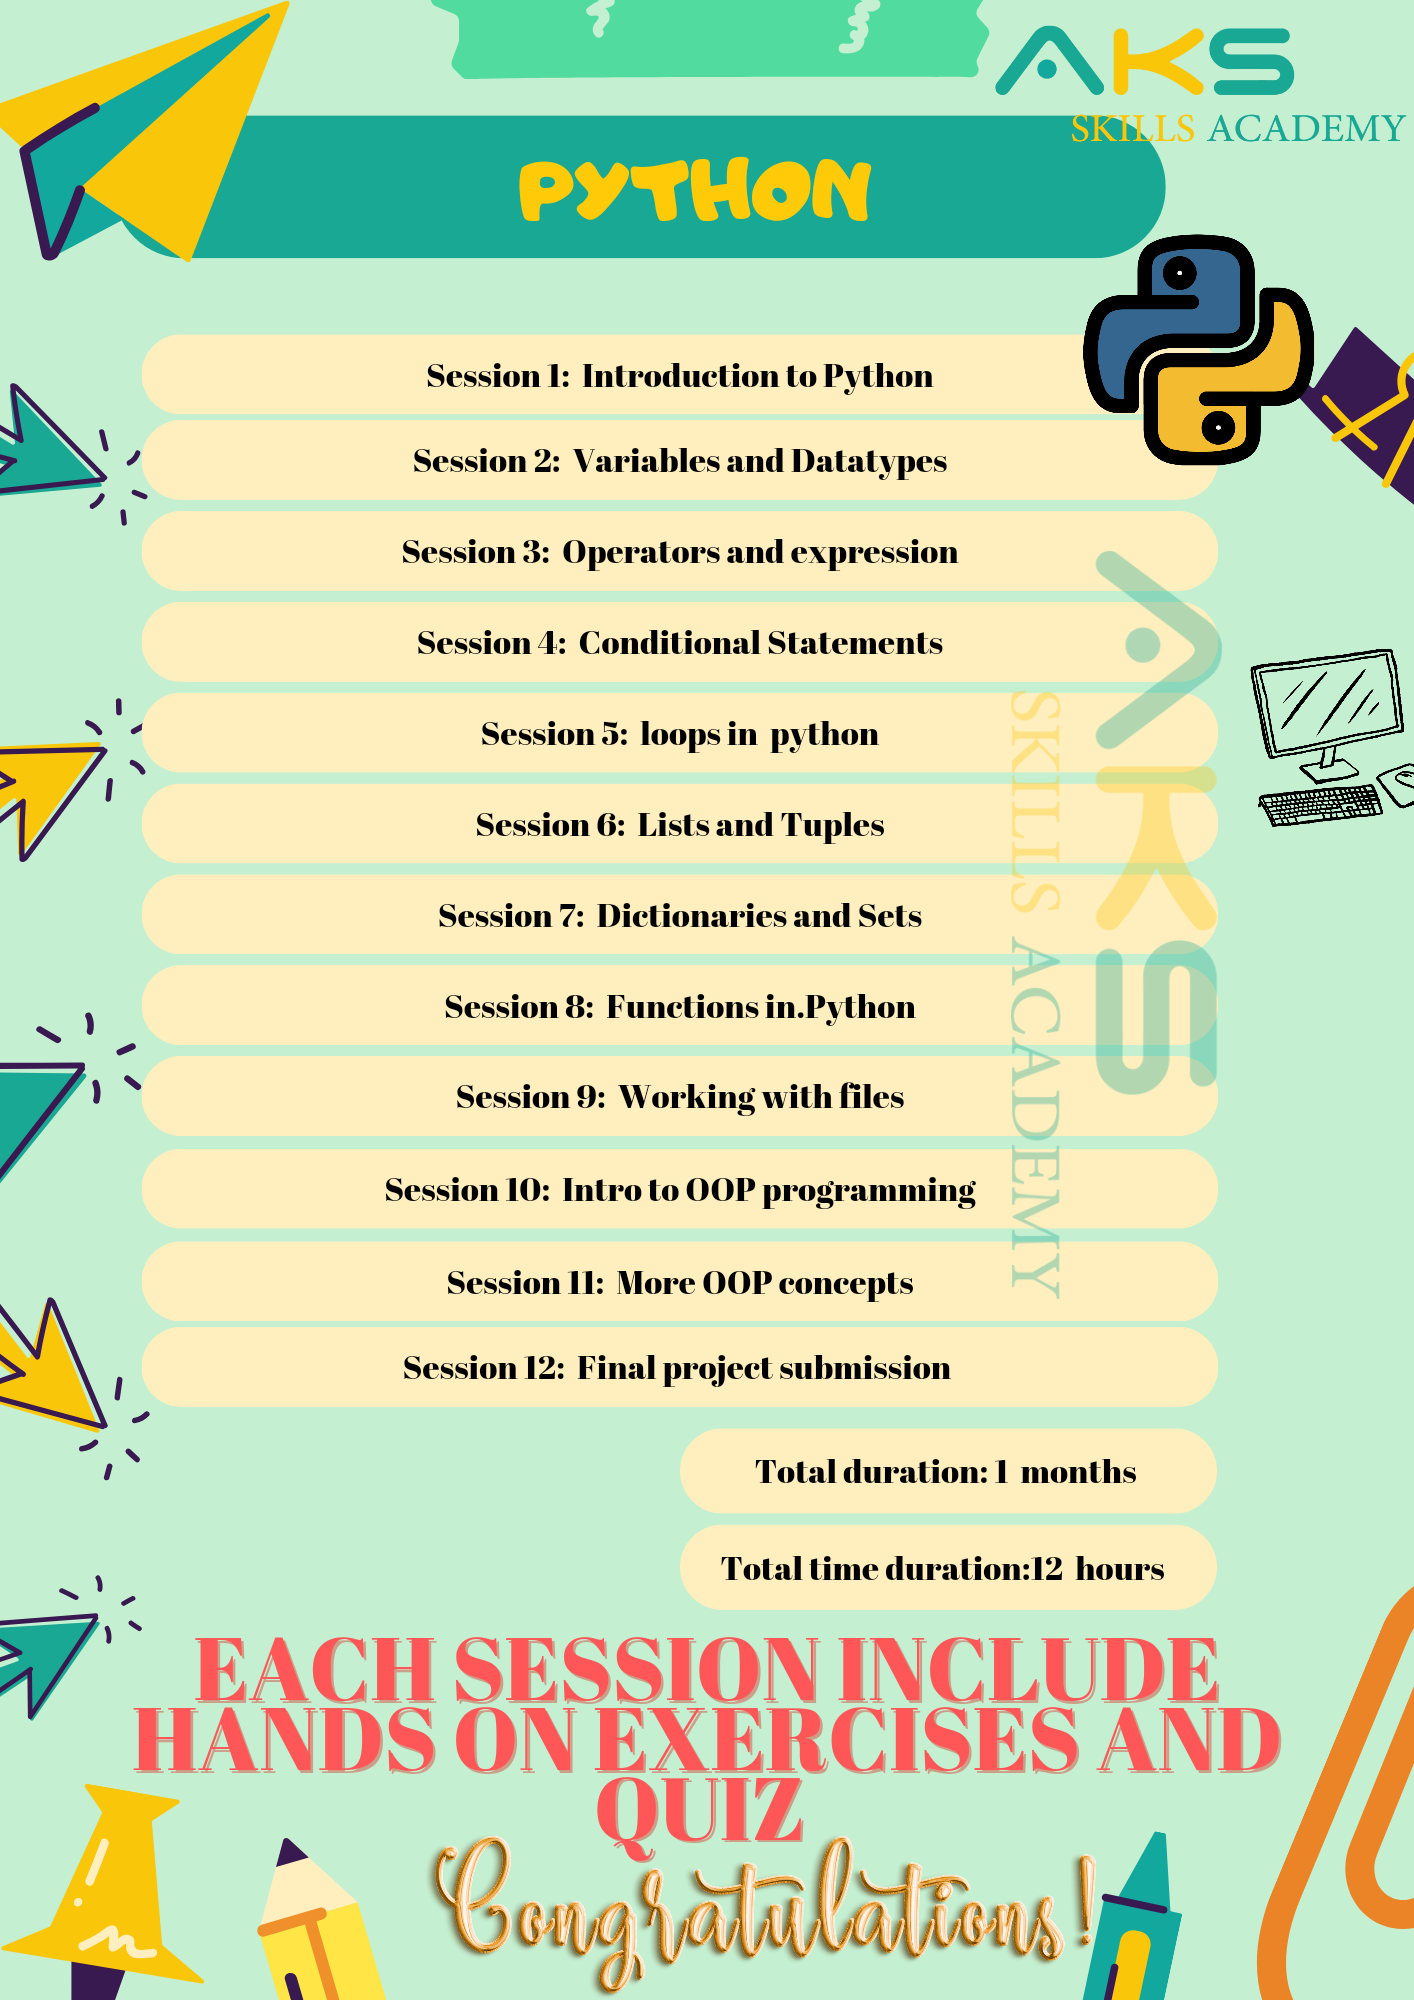 AKS
SKILLS ACADEMY
PYTHON
Session 1: Introduction to Python
Session 2: Variables and Datatypes
Session 3: Operators and expression
Session 4: Conditional Statements
Session 5: loops in python
Session 6: Lists and Tuples
Session 7: Dictionaries and Sets
Session 8: Functions in.Python
Session 9: Working with files
Session 10: Intro to OOP programming
Session 11: More OOP concepts
Session 12: Final project submission
AKS
SKILLS ACADEMY
Total duration: 1 months
Total time duration:12 hours
EACH SESSION INCLUDE
HANDS ON EXERCISES AND
QUIZ
Congratulations!